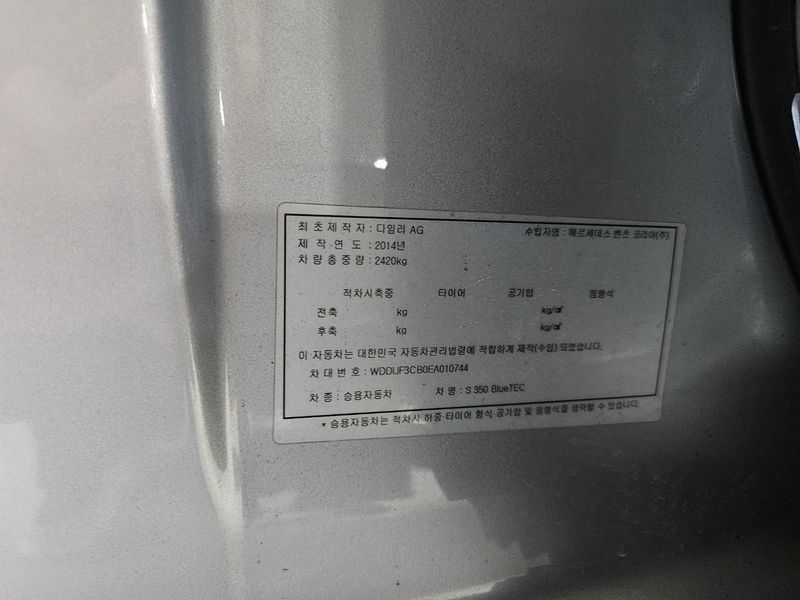 최초제작자 : 다임러 AG 수입자명 : 메르세데스 벤츠 코리아(주)
제 작 연 도 : 2014년
차 량 총 중 량 : 2420kg
적차시축중 타이어 공기압 림형식
전축 kg kg/㎠
후축 kg kg/㎠
이 자동차는 대한민국 자동차관리법령에 적합하게 제작(수입) 되었습니다.
차 대 번 호 : WDDUF3CB0EA010744
차 종 : 승용자동차 차 명 : S 350 BlueTEC
* 승용자동차는 적차시 하중·타이어 형식·공기압 및 림형식을 생략할 수 있습니다.